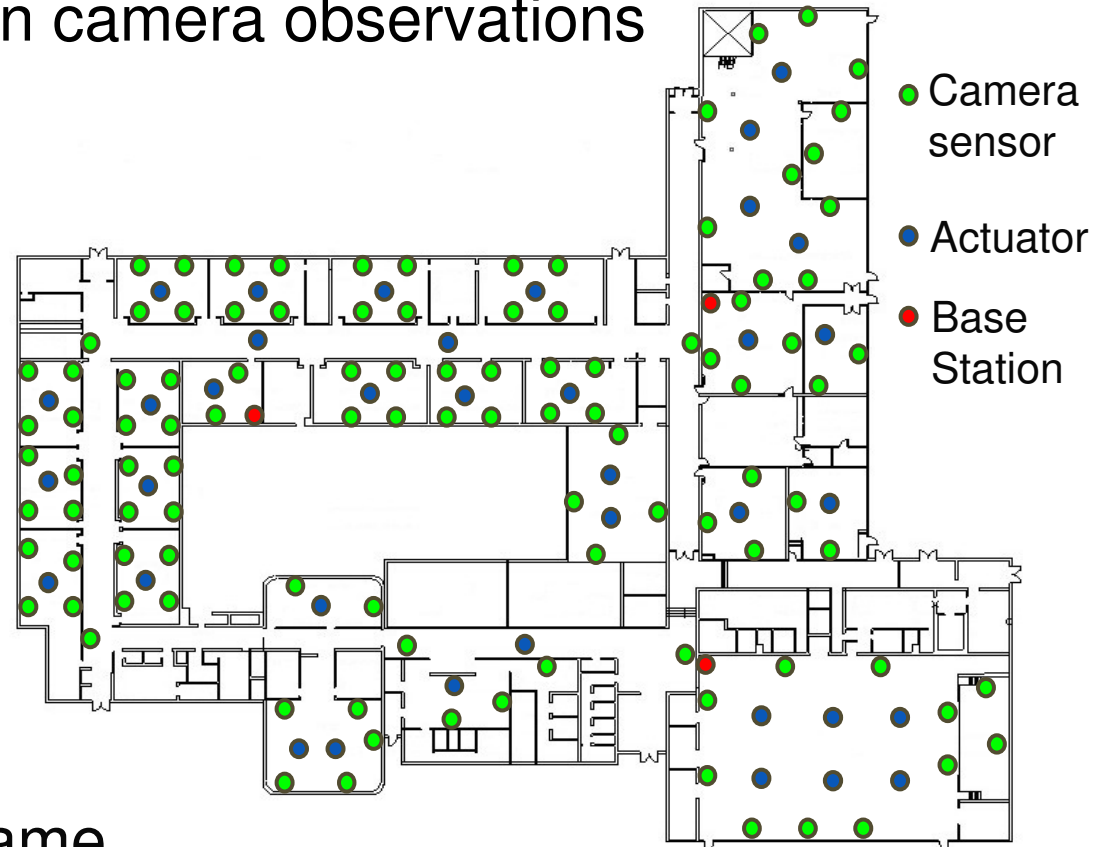 n camera observations
Camera
sensor
Actuator
Base
Station
ame